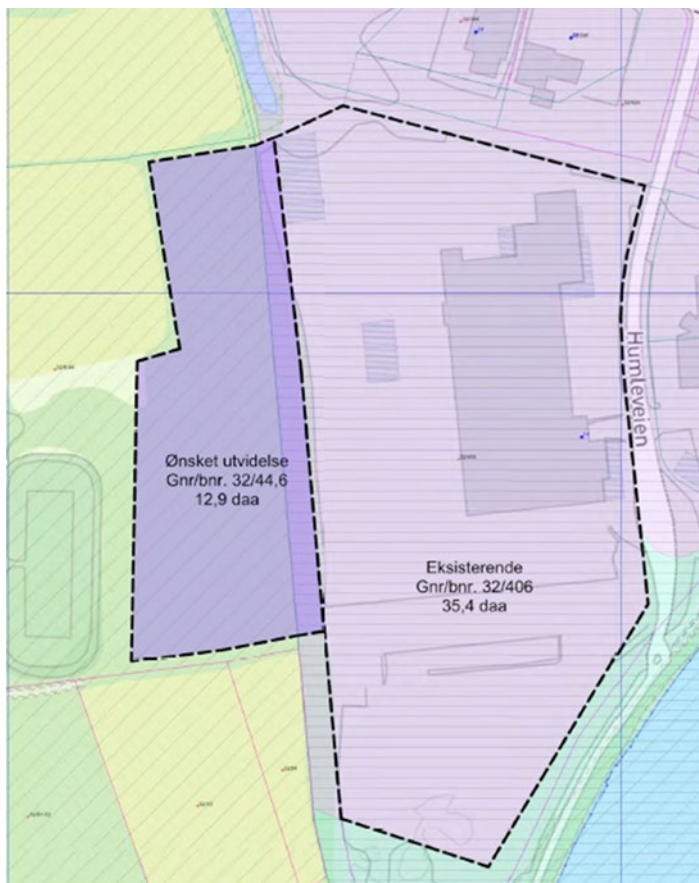 Humleveien
Ønsket utvidelse
Gnr/bnr. 32/44,6
12,9 daa
Eksisterende
Gnr/bnr. 32/406
35,4 daa